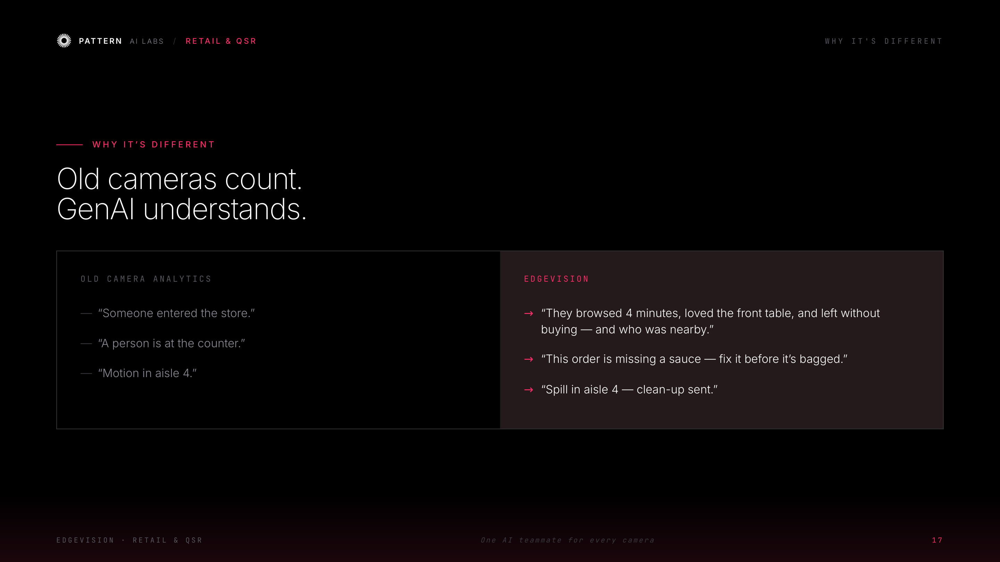 PATTERN AI LABS / RETAIL & QSR
WHY IT'S DIFFERENT
WHY IT’S DIFFERENT
Old cameras count.
GenAI understands.
OLD CAMERA ANALYTICS
— “Someone entered the store.”
— “A person is at the counter.”
— “Motion in aisle 4.”
EDGEVISION
→ “They browsed 4 minutes, loved the front table, and left without
buying — and who was nearby.”
→ “This order is missing a sauce — fix it before it’s bagged.”
→ “Spill in aisle 4 — clean-up sent.”
EDGEVISION · RETAIL & QSR
One AI teammate for every camera
17